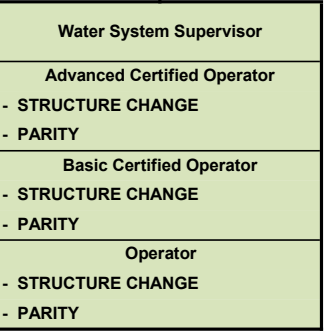 Water System Supervisor
Advanced Certified Operator
- STRUCTURE CHANGE
- PARITY
Basic Certified Operator
- STRUCTURE CHANGE
- PARITY
Operator
- STRUCTURE CHANGE
- PARITY